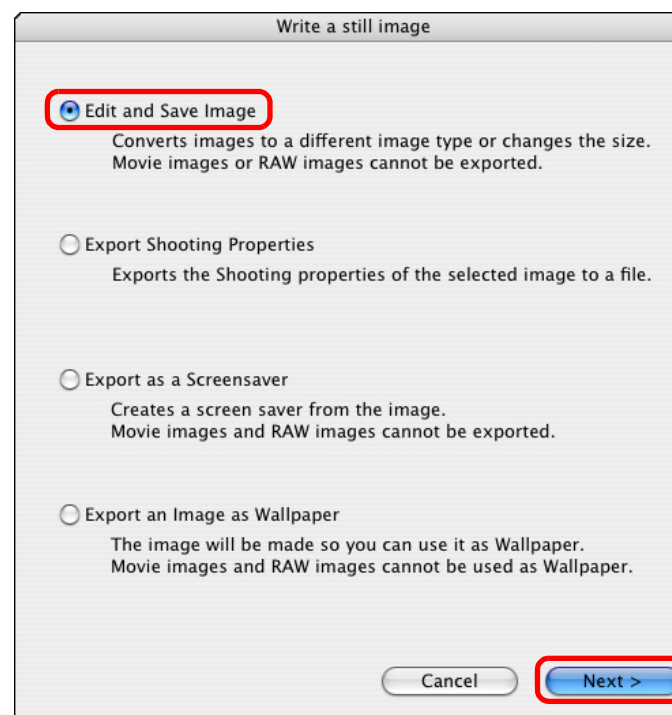 Write a still image
Edit and Save Image
Converts images to a different image type or changes the size.
Movie images or RAW images cannot be exported.
Export Shooting Properties
Exports the Shooting properties of the selected image to a file.
Export as a Screensaver
Creates a screen saver from the image.
Movie images and RAW images cannot be exported.
Export an Image as Wallpaper
The image will be made so you can use it as Wallpaper.
Movie images and RAW images cannot be used as Wallpaper.
Cancel Next >